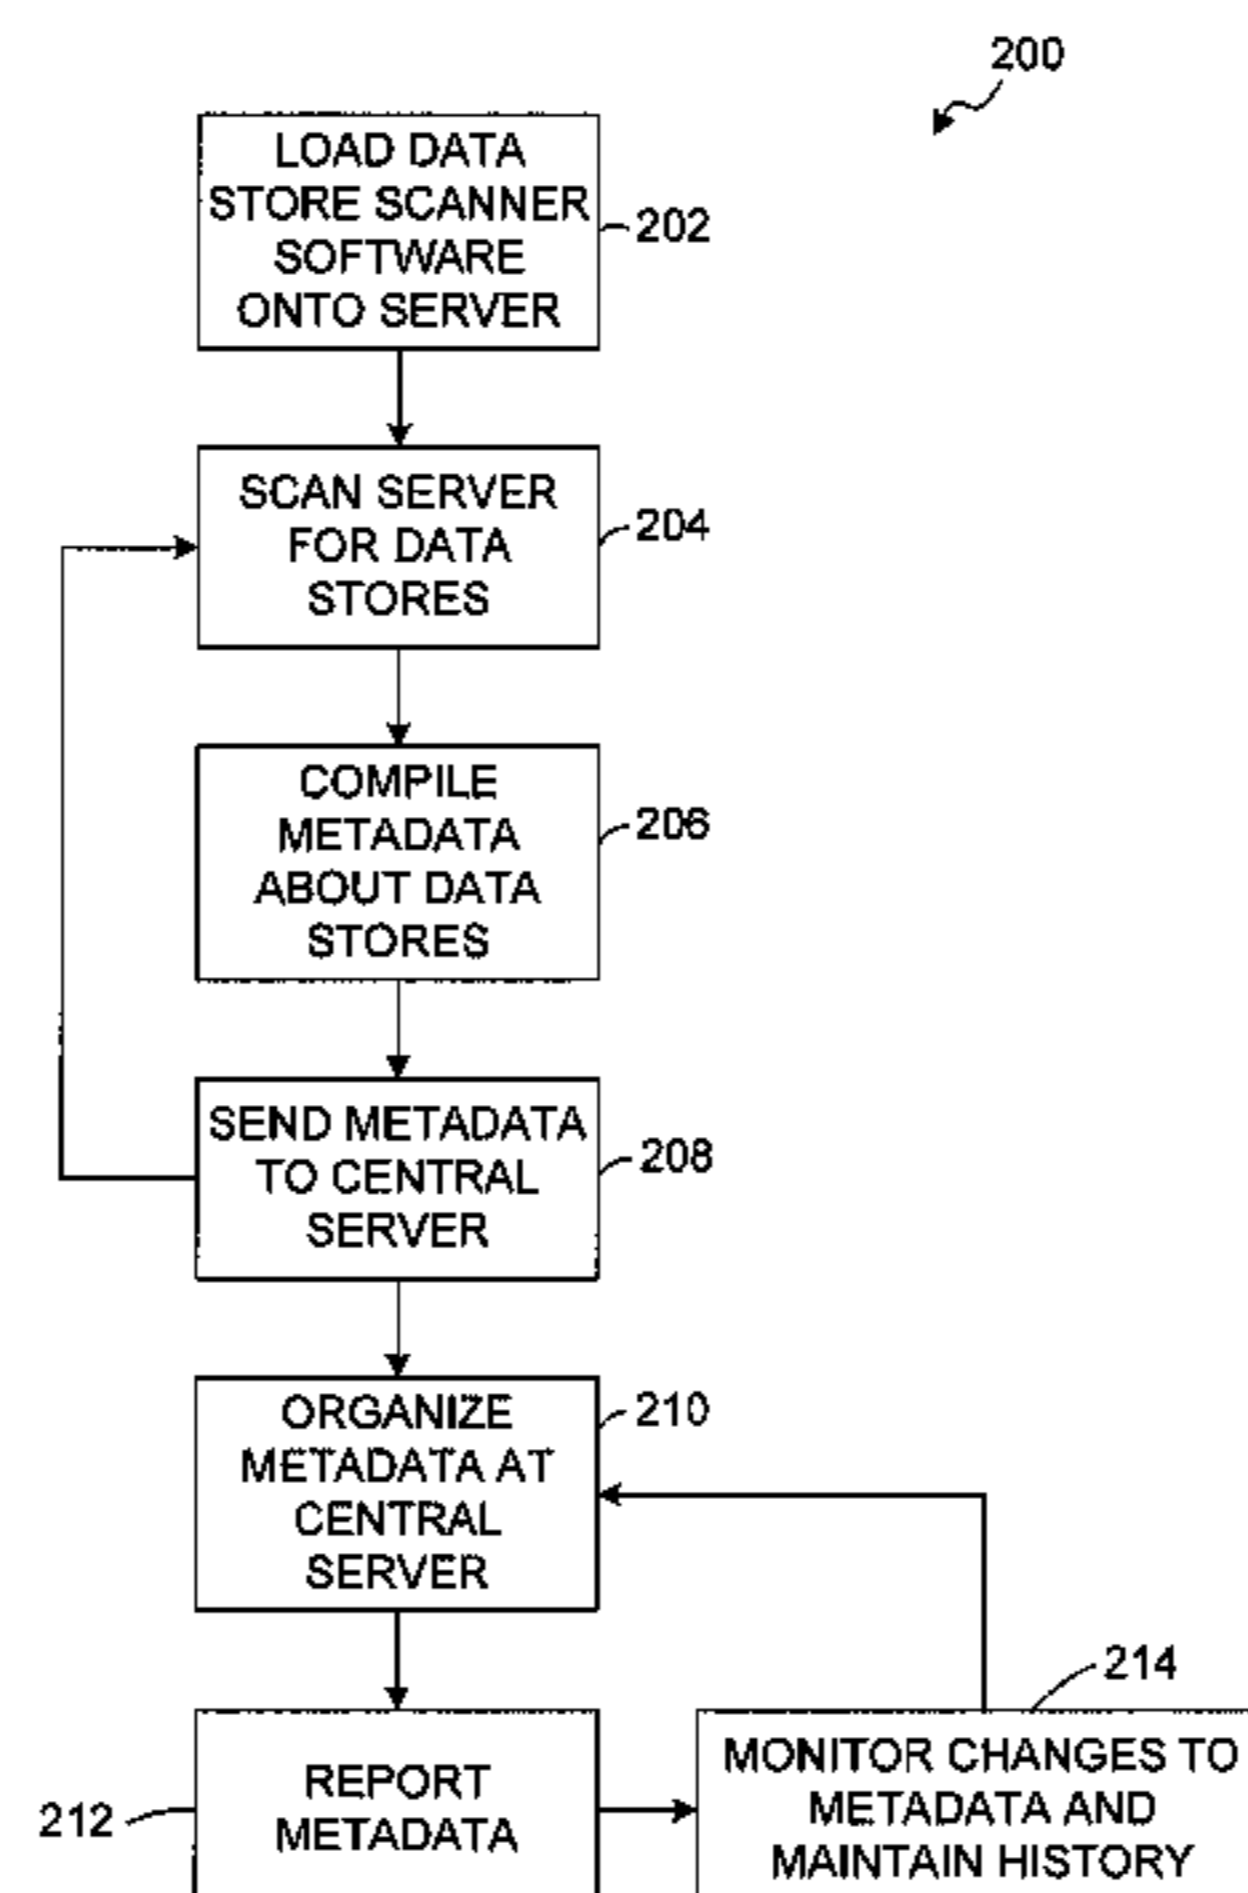 200
LOAD DATA
STORE SCANNER
SOFTWARE
ONTO SERVER
202
SCAN SERVER
FOR DATA
STORES
204
COMPILE
METADATA
ABOUT DATA
STORES
206
SEND METADATA
TO CENTRAL
SERVER
208
ORGANIZE
METADATA AT
CENTRAL
SERVER
210
REPORT
METADATA
212
MONITOR CHANGES TO
METADATA AND
MAINTAIN HISTORY
214